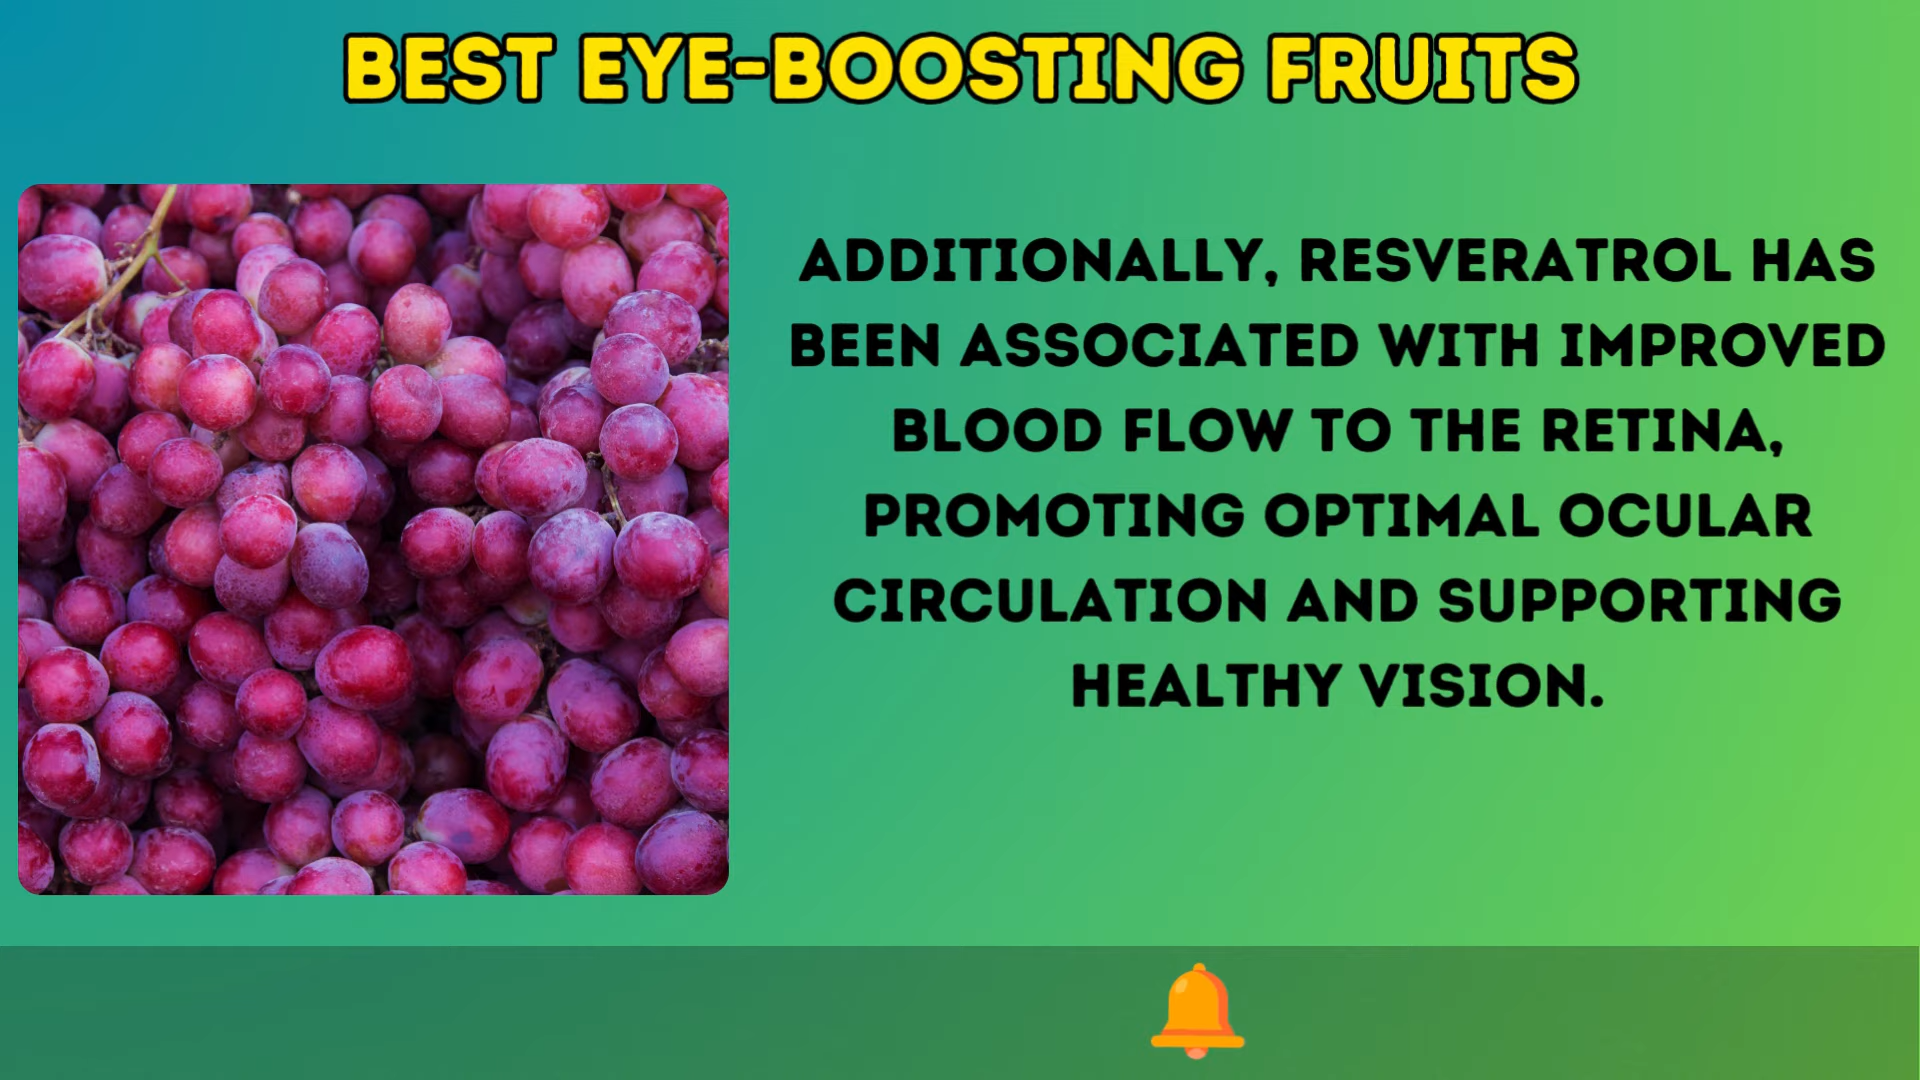 BEST EYE-BOOSTING FRUITS
ADDITIONALLY, RESVERATROL HAS
BEEN ASSOCIATED WITH IMPROVED
BLOOD FLOW TO THE RETINA,
PROMOTING OPTIMAL OCULAR
CIRCULATION AND SUPPORTING
HEALTHY VISION.